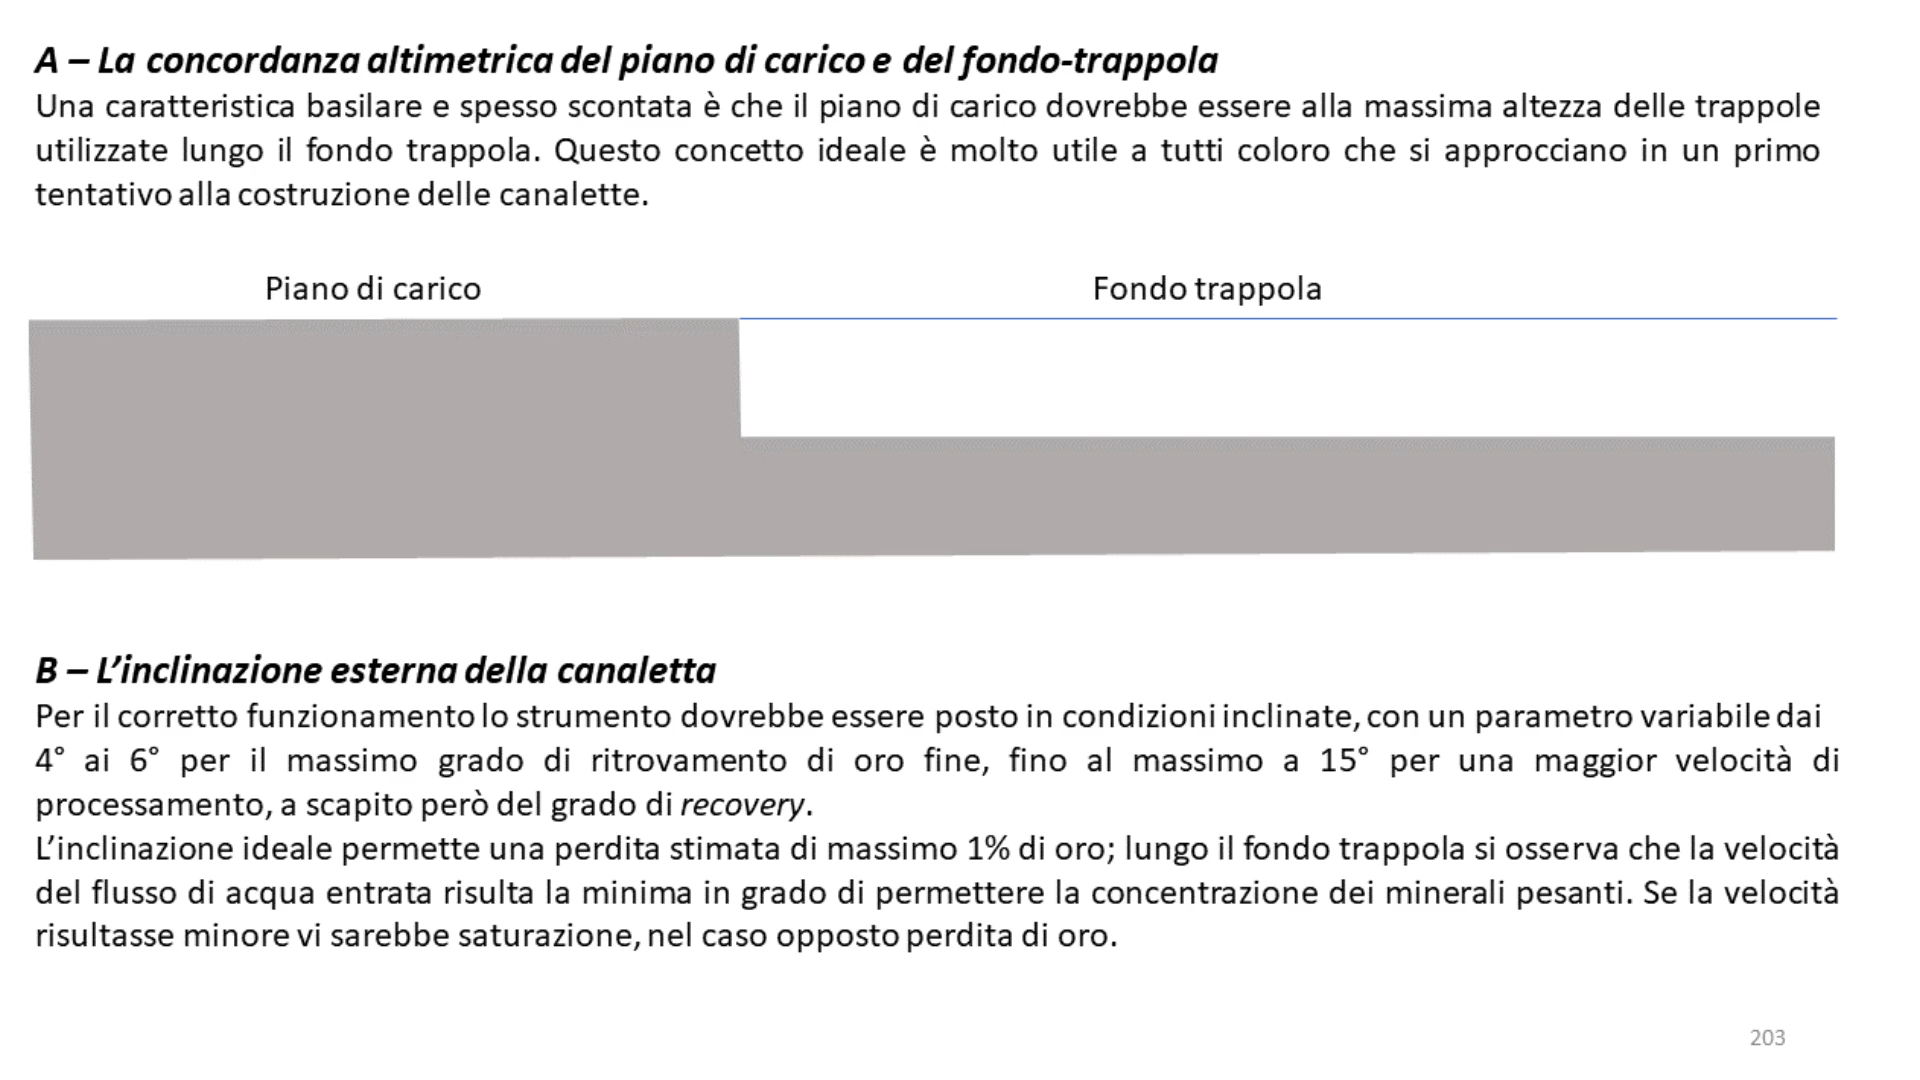 A – La concordanza altimetrica del piano di carico e del fondo-trappola
Una caratteristica basilare e spesso scontata è che il piano di carico dovrebbe essere alla massima altezza delle trappole
utilizzate lungo il fondo trappola. Questo concetto ideale è molto utile a tutti coloro che si approcciano in un primo
tentativo alla costruzione delle canalette.
Piano di carico
Fondo trappola
B – L’inclinazione esterna della canaletta
Per il corretto funzionamento lo strumento dovrebbe essere posto in condizioni inclinate, con un parametro variabile dai
4° ai 6° per il massimo grado di ritrovamento di oro fine, fino al massimo a 15° per una maggior velocità di
processamento, a scapito però del grado di recovery.
L’inclinazione ideale permette una perdita stimata di massimo 1% di oro; lungo il fondo trappola si osserva che la velocità
del flusso di acqua entrata risulta la minima in grado di permettere la concentrazione dei minerali pesanti. Se la velocità
risultasse minore vi sarebbe saturazione, nel caso opposto perdita di oro.
203